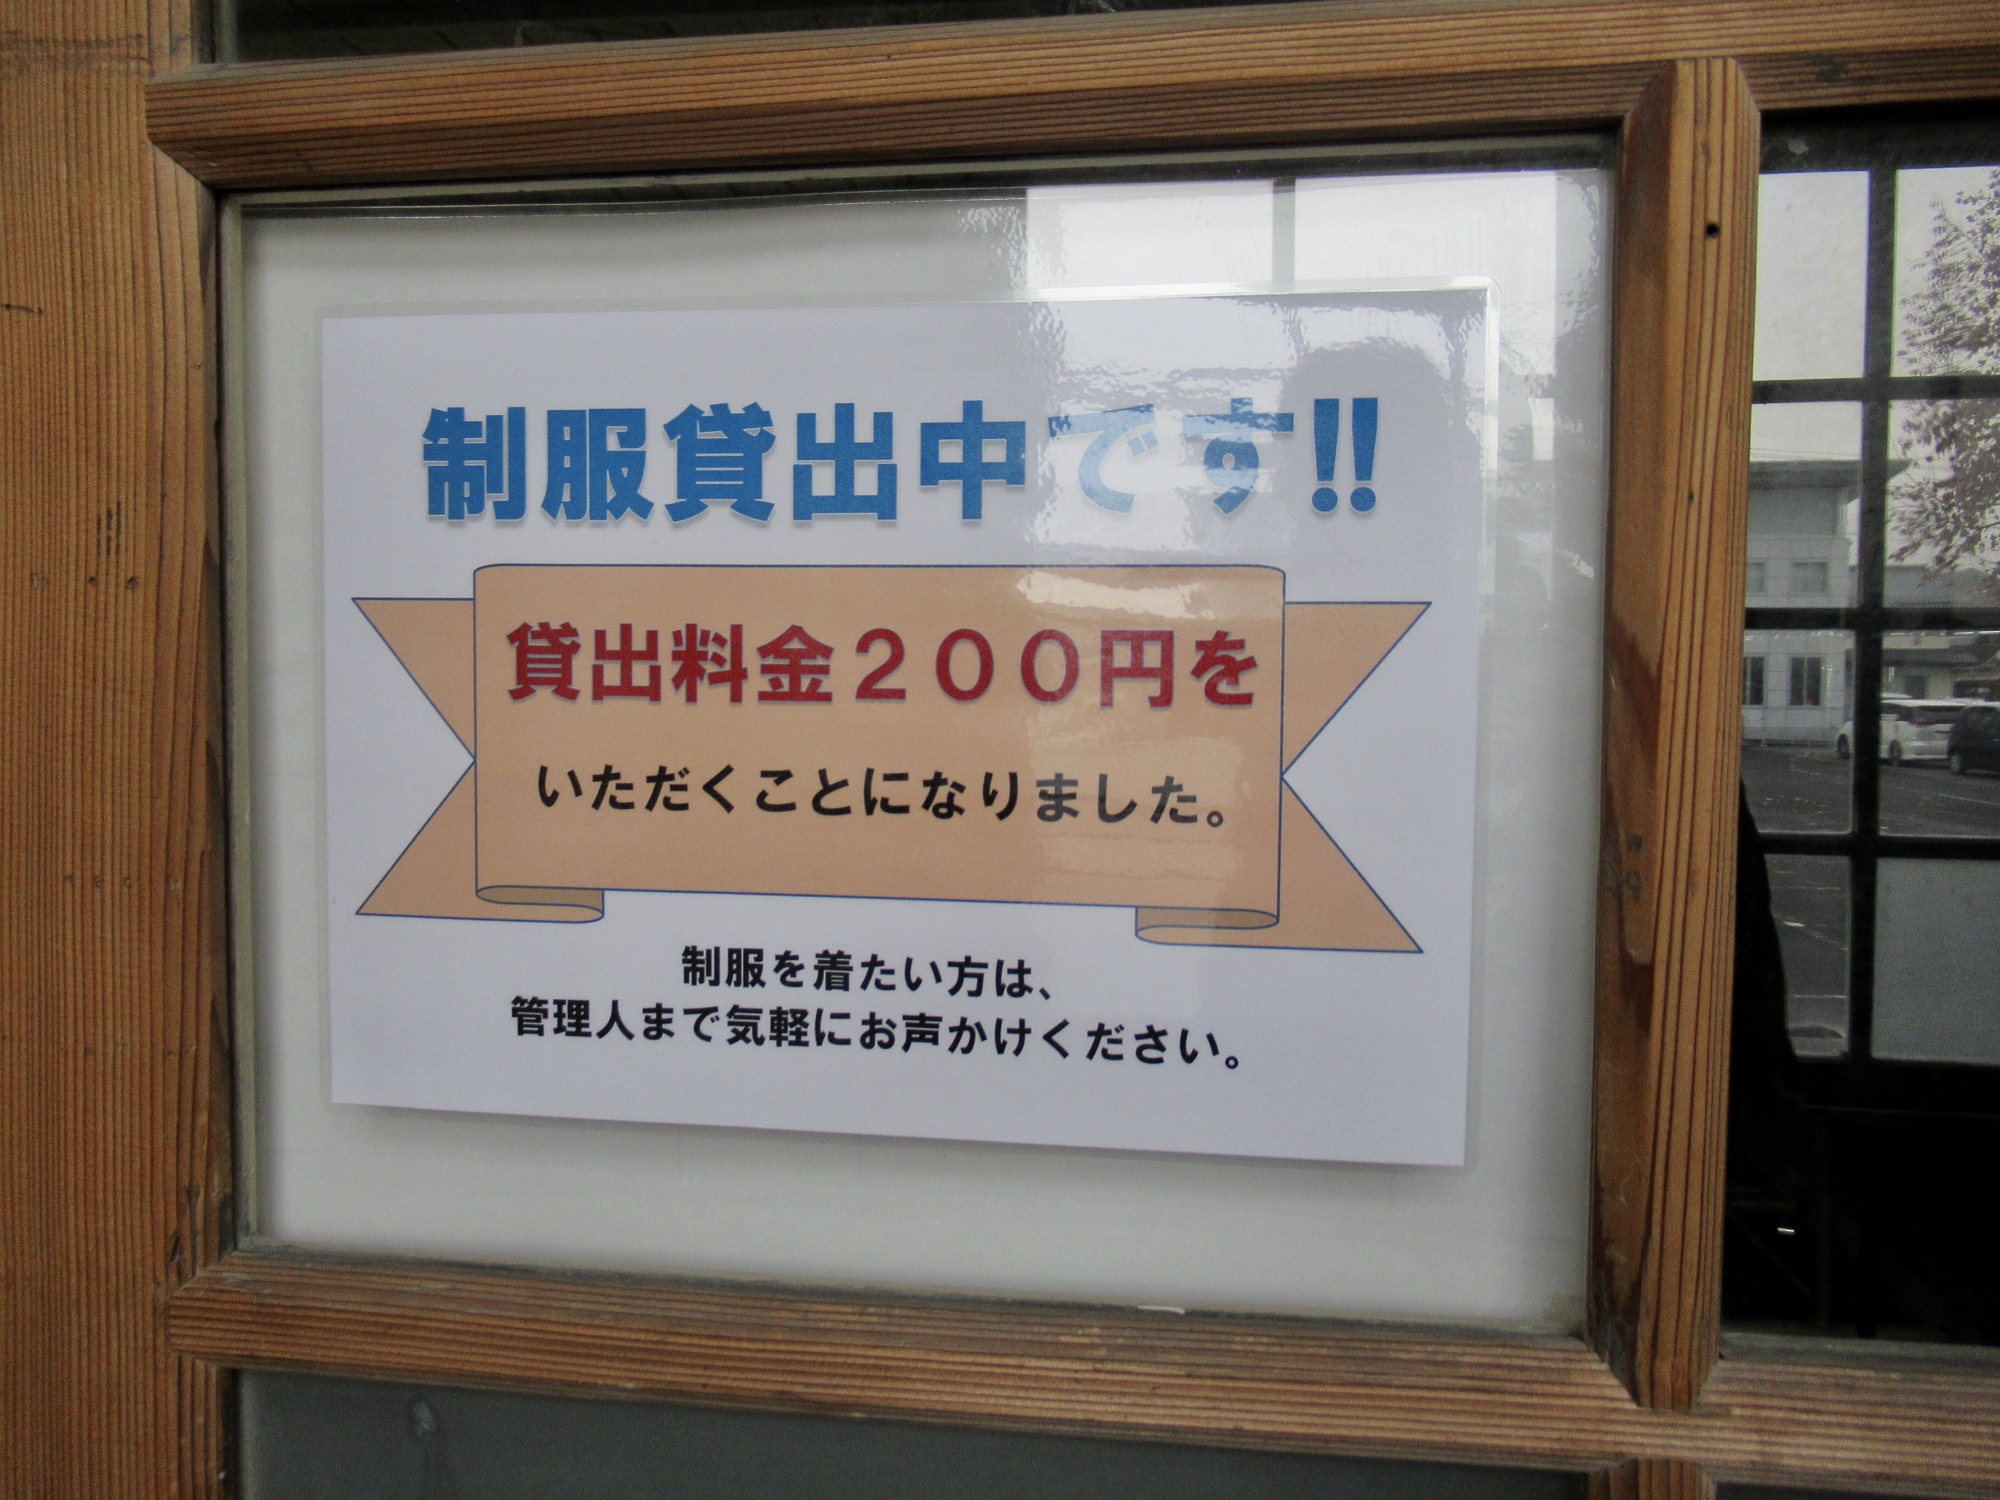 制服貸出中です!!
貸出料金２００円を
いただくことになりました。
制服を着たい方は、
管理人まで気軽にお声かけください。